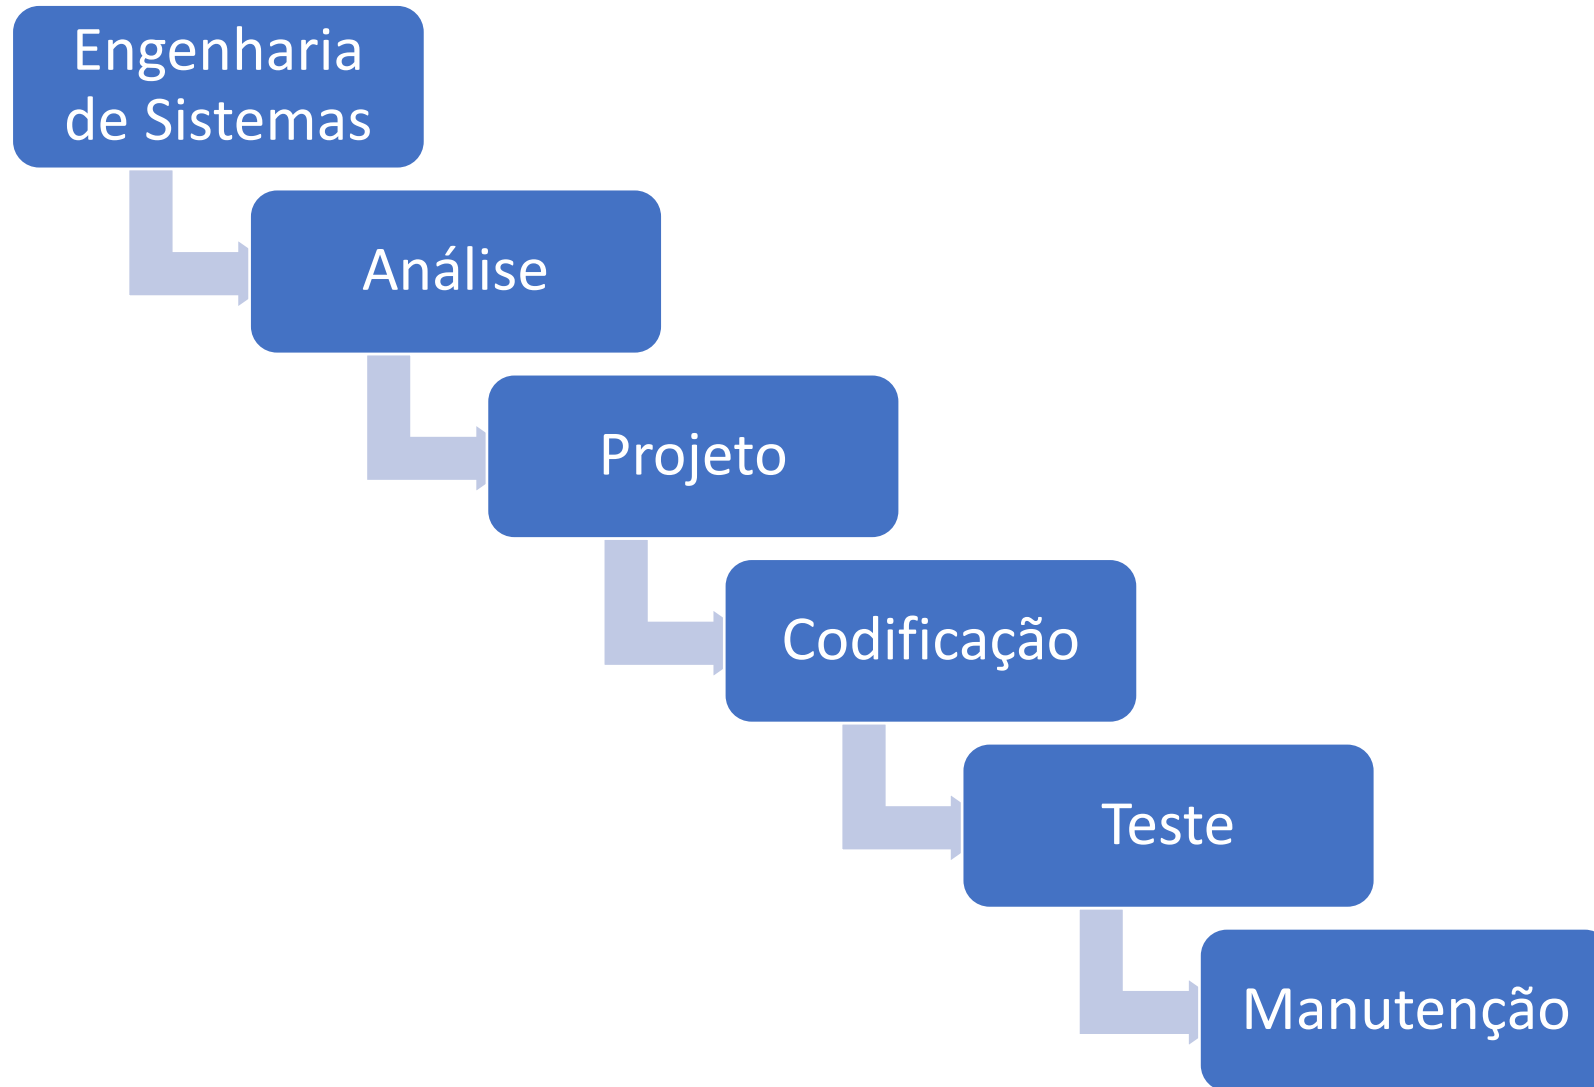 Engenharia
de Sistemas
Análise
Projeto
Codificação
Teste
Manutenção